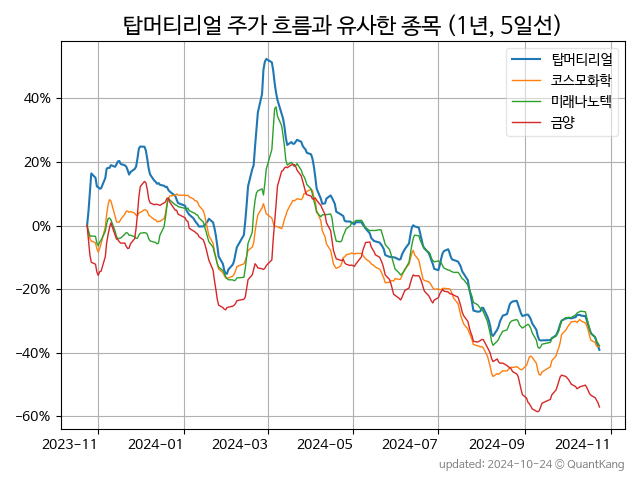 탑머티리얼 주가 흐름과 유사한 종목 (1년, 5일선)
탑머티리얼
코스모화학
미래나노텍
금양
40%
20%
0%
−20%
−40%
−60%
2023−11
2024−01
2024−03
2024−05
2024−07
2024−09
2024−11
updated: 2024-10-24 © QuantKang